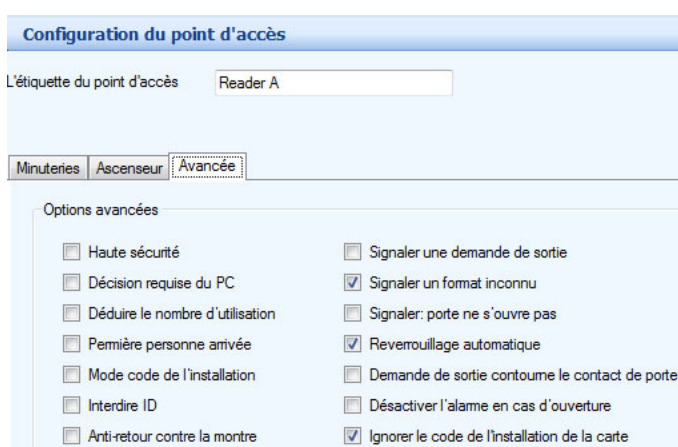 Configuration du point d'accès
L'étiquette du point d'accès Reader A
Minuteries Ascenseur Avancée
Options avancées
Haute sécurité Signaler une demande de sortie
Décision requise du PC Signaler un format inconnu
Déduire le nombre d'utilisation Signaler: porte ne s'ouvre pas
Permière personne arrivée Reverrouillage automatique
Mode code de l'installation Demande de sortie contourne le contact de porte
Interdire ID Désactiver l'alarme en cas d'ouverture
Anti-retour contre la montre Ignorer le code de l'installation de la carte